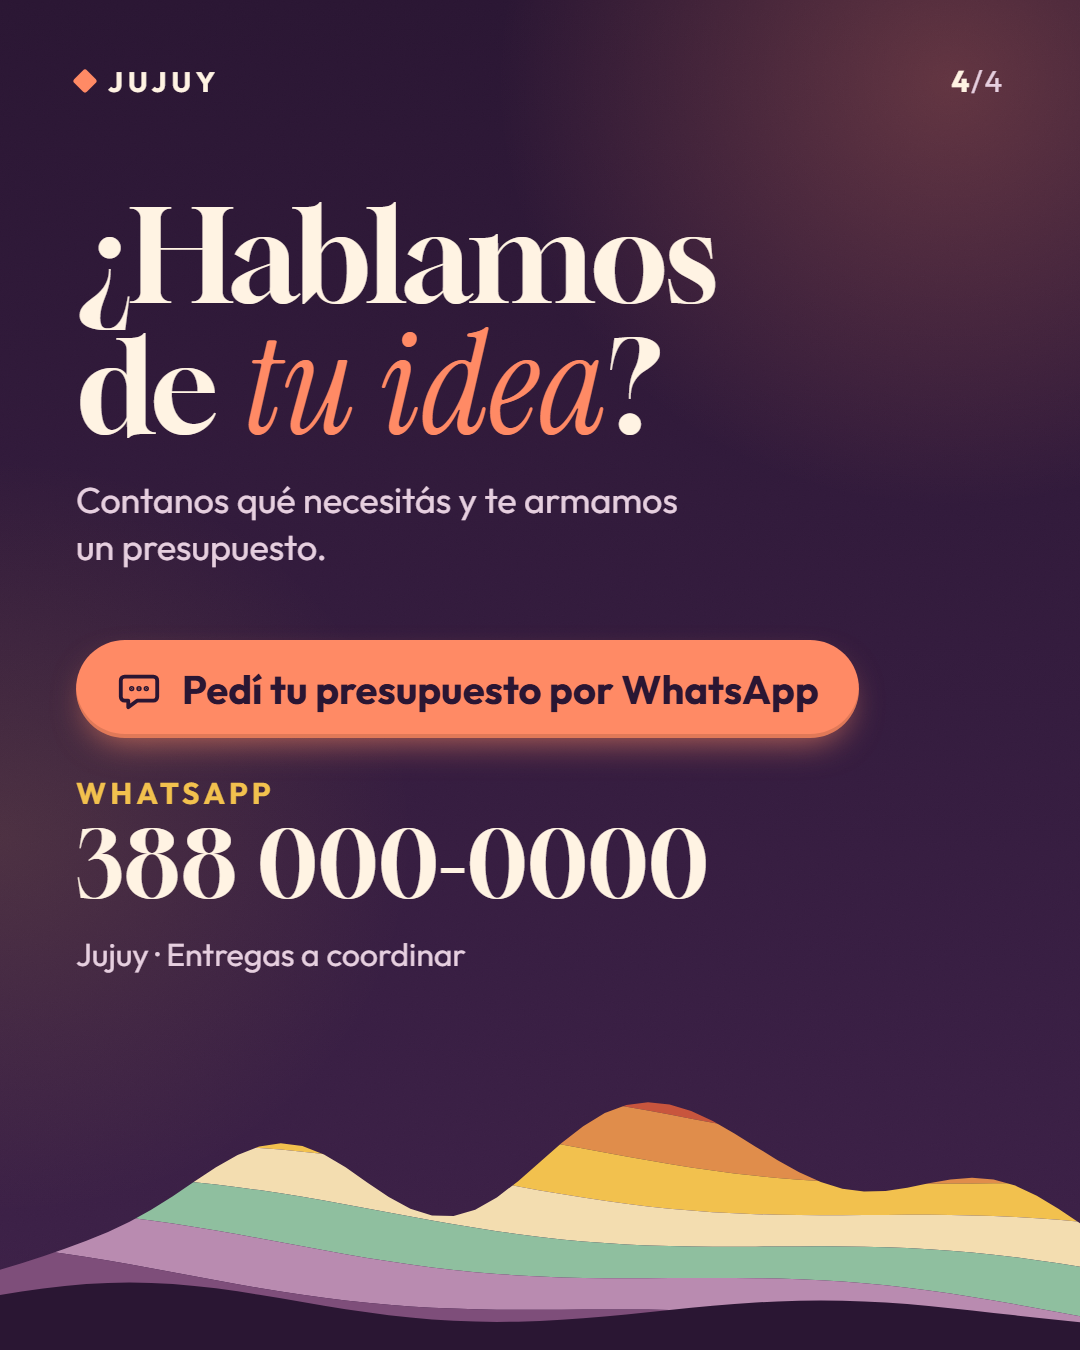 JUJUY
4/4
¿Hablamos
de tu idea?
Contanos qué necesitás y te armamos
un presupuesto.
Pedí tu presupuesto por WhatsApp
WHATSAPP
388 000-0000
Jujuy · Entregas a coordinar